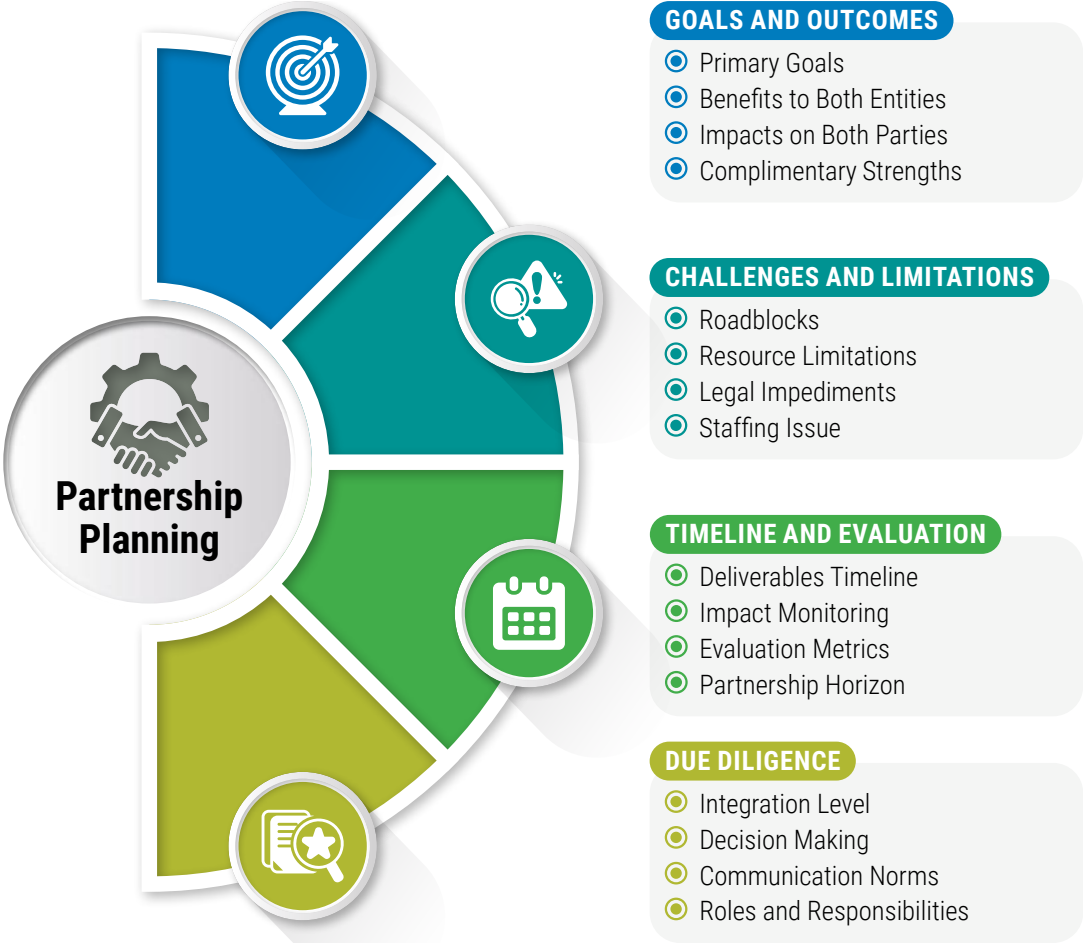 Partnership
Planning
GOALS AND OUTCOMES
Primary Goals
Benefits to Both Entities
Impacts on Both Parties
Complimentary Strengths
CHALLENGES AND LIMITATIONS
Roadblocks
Resource Limitations
Legal Impediments
Staffing Issue
TIMELINE AND EVALUATION
Deliverables Timeline
Impact Monitoring
Evaluation Metrics
Partnership Horizon
DUE DILIGENCE
Integration Level
Decision Making
Communication Norms
Roles and Responsibilities